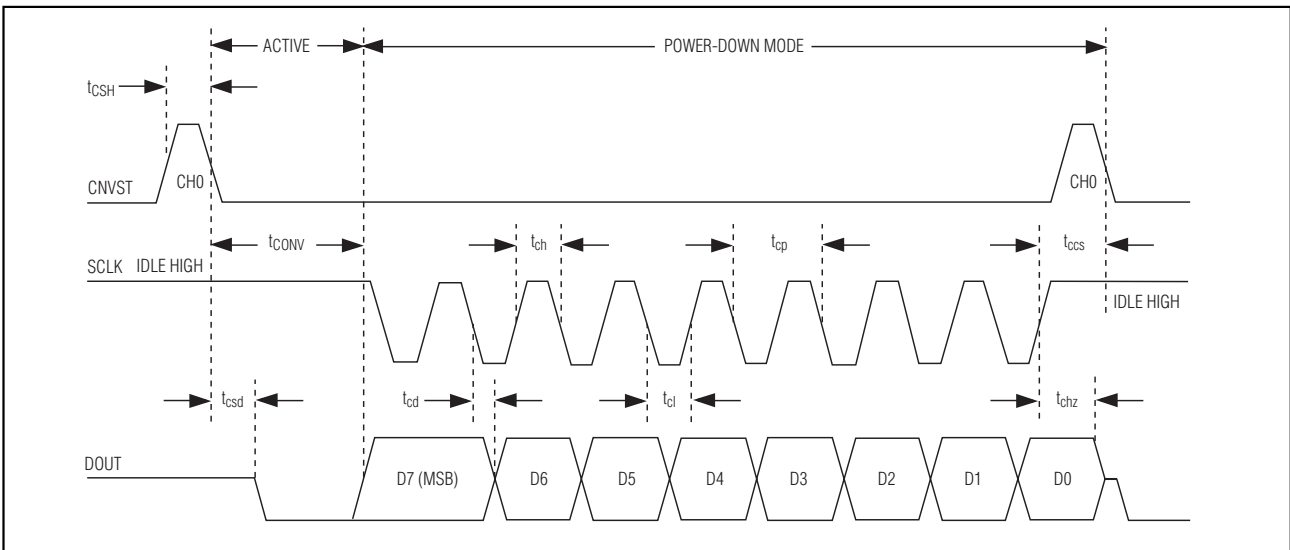 ACTIVE
POWER-DOWN MODE
tCSH
CNVST
CH0
CH0
tCONV
tch
tcp
tccs
SCLK
IDLE HIGH
IDLE HIGH
tcsd
tcd
tcl
tchz
DOUT
D7 (MSB)
D6
D5
D4
D3
D2
D1
D0